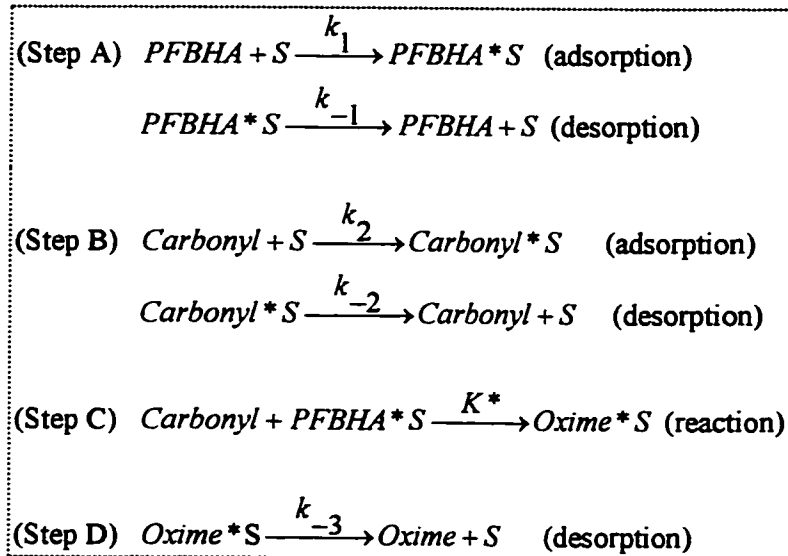 (Step A) PFBHA + S —k₁→ PFBHA * S (adsorption)
PFBHA * S —k₋₁→ PFBHA + S (desorption)
(Step B) Carbonyl + S —k₂→ Carbonyl * S (adsorption)
Carbonyl * S —k₋₂→ Carbonyl + S (desorption)
(Step C) Carbonyl + PFBHA * S —K*→ Oxime * S (reaction)
(Step D) Oxime * S —k₋₃→ Oxime + S (desorption)